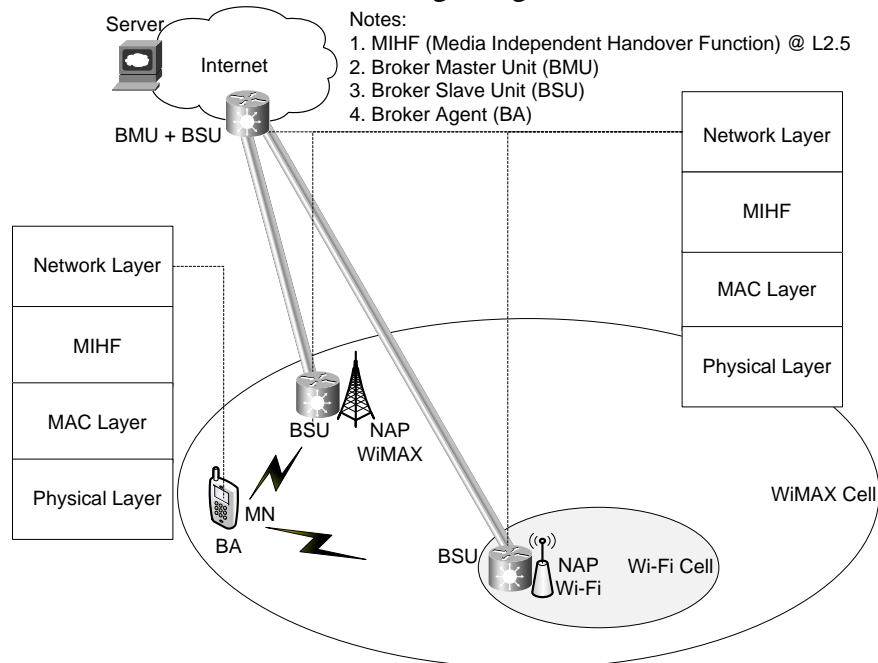 Server
Internet
BMU + BSU
Notes:
1. MIHF (Media Independent Handover Function) @ L2.5
2. Broker Master Unit (BMU)
3. Broker Slave Unit (BSU)
4. Broker Agent (BA)
Network Layer
MIHF
MAC Layer
Physical Layer
Network Layer
MIHF
MAC Layer
Physical Layer
BSU
NAP
WiMAX
MN
BA
WiMAX Cell
BSU
NAP
Wi-Fi
Wi-Fi Cell